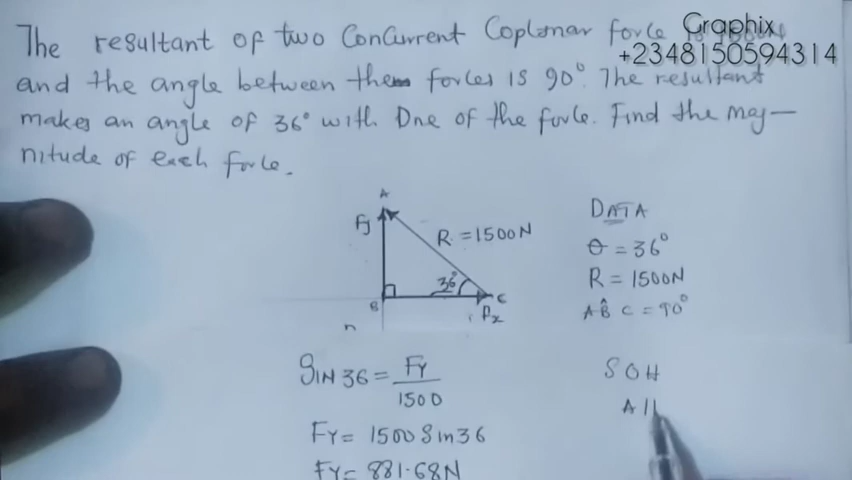 The resultant of two Concurrent Coplanar force is
Graphix
+2348150594314
and the angle between them forces is 90°. The resultant
makes an angle of 36° with One of the force. Find the mag-
nitude of each force.
A
Fy
R = 1500N
36°
B
C
Fx
n
DATA
θ = 36°
R = 1500N
AB̂C = 90°
SIN 36 = Fy
1500
Fy = 1500 Sin 36
Fy = 881.68N
SOH
A